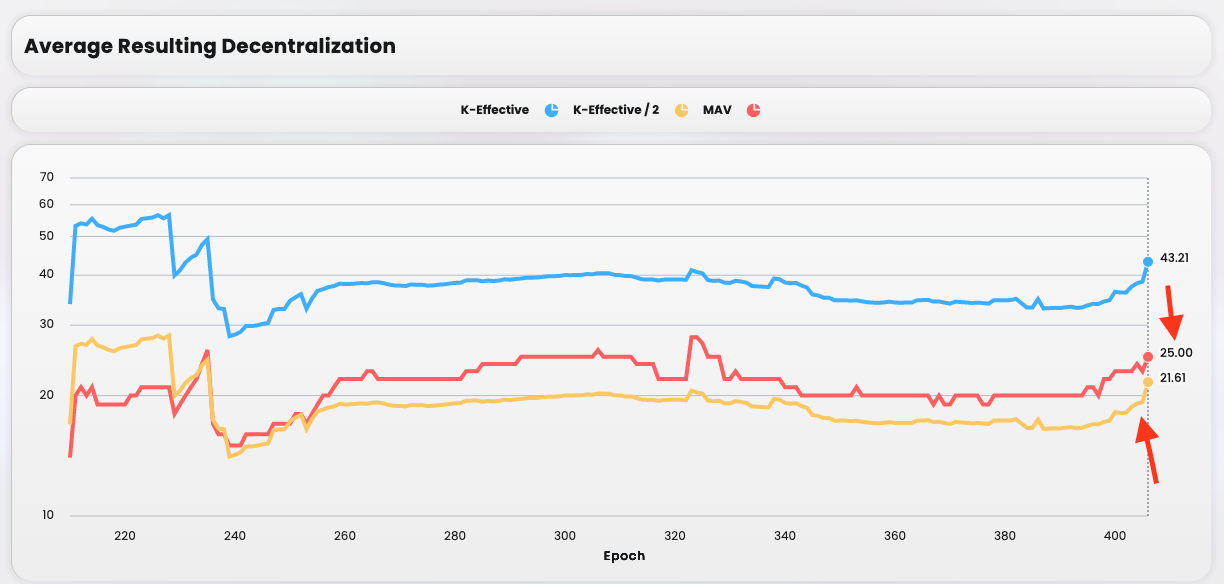 Average Resulting Decentralization
K-Effective K-Effective / 2 MAV
70
60
50
40
30
20
10
43.21
25.00
21.61
220 240 260 280 300 320 340 360 380 400
Epoch